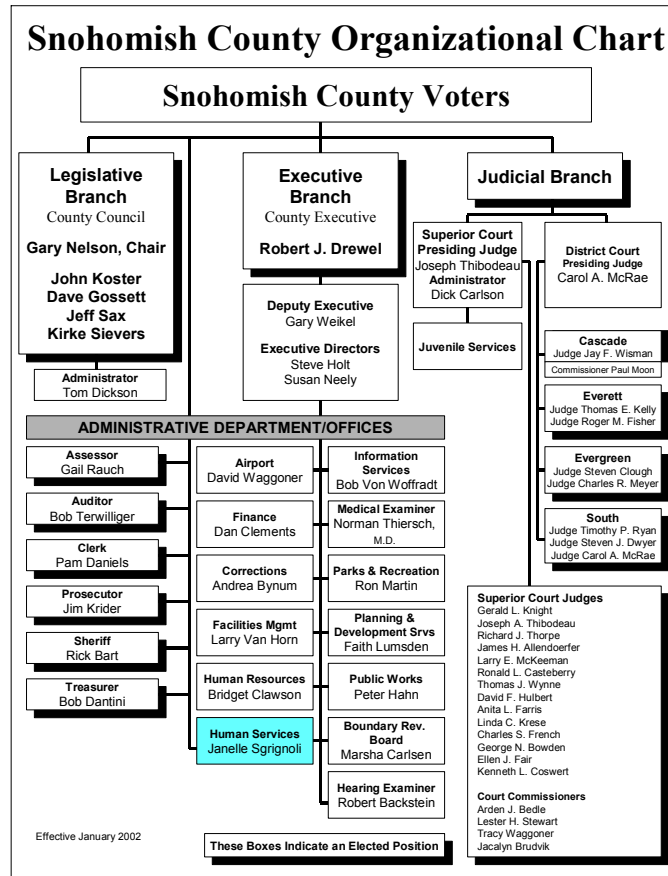 Snohomish County Organizational Chart
Snohomish County Voters
Legislative
Branch
County Council
Gary Nelson, Chair
John Koster
Dave Gossett
Jeff Sax
Kirke Sievers
Administrator
Tom Dickson
Executive
Branch
County Executive
Robert J. Drewel
Deputy Executive
Gary Weikel
Executive Directors
Steve Holt
Susan Neely
Judicial Branch
Superior Court
Presiding Judge
Joseph Thibodeau
Administrator
Dick Carlson
Juvenile Services
District Court
Presiding Judge
Carol A. McRae
Cascade
Judge Jay F. Wisman
Commissioner Paul Moon
Everett
Judge Thomas E. Kelly
Judge Roger M. Fisher
Evergreen
Judge Steven Clough
Judge Charles R. Meyer
South
Judge Timothy P. Ryan
Judge Steven J. Dwyer
Judge Carol A. McRae
ADMINISTRATIVE DEPARTMENT/OFFICES
Assessor
Gail Rauch
Auditor
Bob Terwilliger
Clerk
Pam Daniels
Prosecutor
Jim Krider
Sheriff
Rick Bart
Treasurer
Bob Dantini
Airport
David Waggoner
Finance
Dan Clements
Corrections
Andrea Bynum
Facilities Mgmt
Larry Van Horn
Human Resources
Bridget Clawson
Human Services
Janelle Sgrignoli
Information
Services
Bob Von Woffradt
Medical Examiner
Norman Thiersch,
M.D.
Parks & Recreation
Ron Martin
Planning &
Development Srvs
Faith Lumsden
Public Works
Peter Hahn
Boundary Rev.
Board
Marsha Carlsen
Hearing Examiner
Robert Backstein
Superior Court Judges
Gerald L. Knight
Joseph A. Thibodeau
Richard J. Thorpe
James H. Allendoerfer
Larry E. McKeeman
Ronald L. Casteberry
Thomas J. Wynne
David F. Hulbert
Anita L. Farris
Linda C. Krese
Charles S. French
George N. Bowden
Ellen J. Fair
Kenneth L. Coswert
Court Commissioners
Arden J. Bedle
Lester H. Stewart
Tracy Waggoner
Jacalyn Brudvik
Effective January 2002
These Boxes Indicate an Elected Position